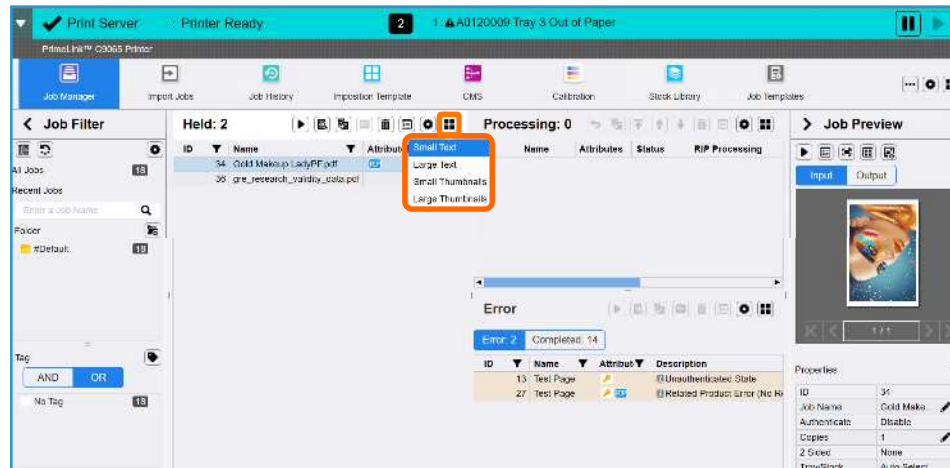 Print Server : Printer Ready 2 1: A0120009 Tray 3 Out of Paper
PrimeLink™ C9065 Printer
Job Manager Import Jobs Job History Imposition Template CMS Calibration Stock Library Job Templates
Job Filter
Held: 2
Processing: 0
Job Preview
ID Name Attribut
Small Text
Large Text
Small Thumbnails
Large Thumbnails
34 Gold Makeup LadyPF.pdf
36 gre_research_validity_data.pdf
Name Attributes Status RIP Processing
Input Output
All Jobs 18
Recent Jobs
Enter a Job Name
Folder
#Default 18
Error
Error: 2 Completed: 14
ID Name Attribut Description
13 Test Page Unauthenticated State
27 Test Page Related Product Error (No R
1/1
Tag
AND OR
No Tag 18
Properties
ID 34
Job Name Gold Make...
Authenticate Disable
Copies 1
2 Sided None
Tray/Stock Auto Select